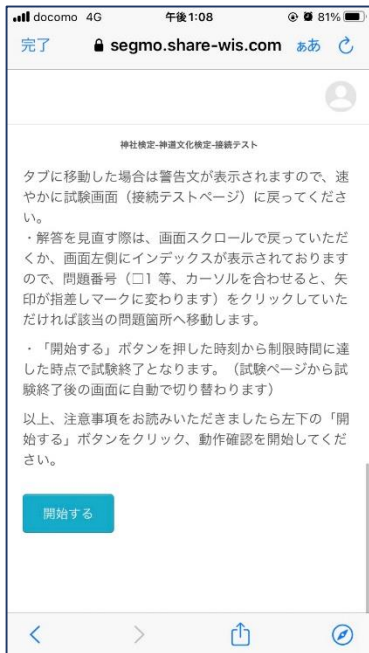 docomo 4G 午後1:08 81%
完了 segmo.share-wis.com ぁあ
神社検定-神道文化検定-接続テスト
タブに移動した場合は警告文が表示されますので、速
やかに試験画面（接続テストページ）に戻ってくださ
い。
・解答を見直す際は、画面スクロールで戻っていただ
くか、画面左側にインデックスが表示されております
ので、問題番号（□1 等、カーソルを合わせると、矢
印が指差しマークに変わります）をクリックしていた
だければ該当の問題箇所へ移動します。
・「開始する」ボタンを押した時刻から制限時間に達
した時点で試験終了となります。（試験ページから試
験終了後の画面に自動で切り替わります）
以上、注意事項をお読みいただきましたら左下の「開
始する」ボタンをクリック、動作確認を開始してくだ
さい。
開始する